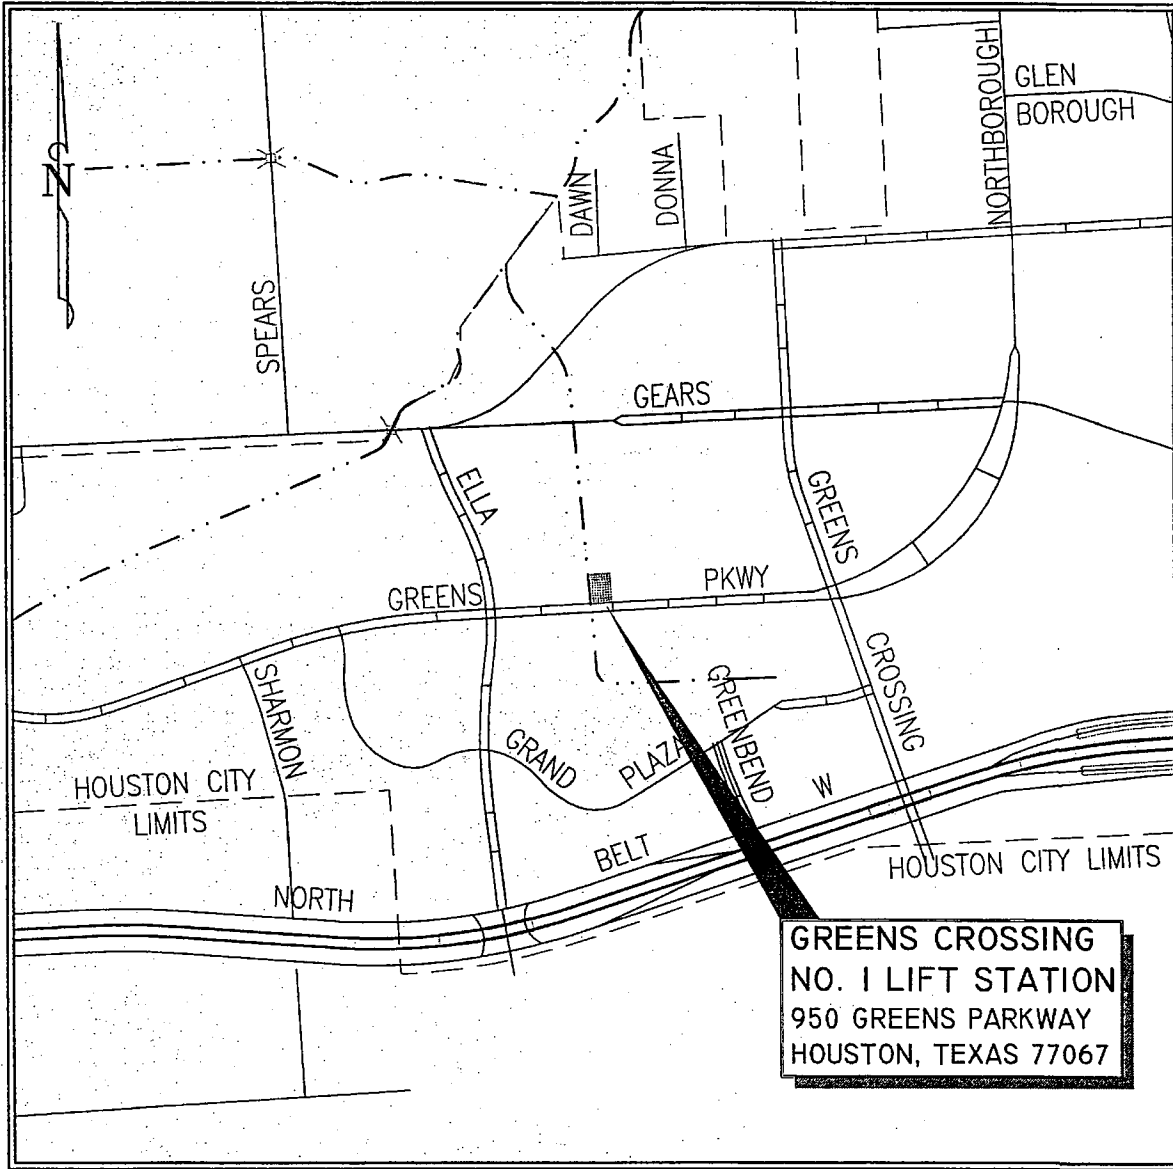 N
SPEARS
DAWN
DONNA
NORTHBOROUGH
GLEN
BOROUGH
GEARS
ELLA
GREENS
CROSSING
GREENS
PKWY
SHARMON
GRAND
PLAZA
GREENBEND
HOUSTON CITY
LIMITS
NORTH
BELT
W
HOUSTON CITY LIMITS
GREENS CROSSING
NO. 1 LIFT STATION
950 GREENS PARKWAY
HOUSTON, TEXAS 77067